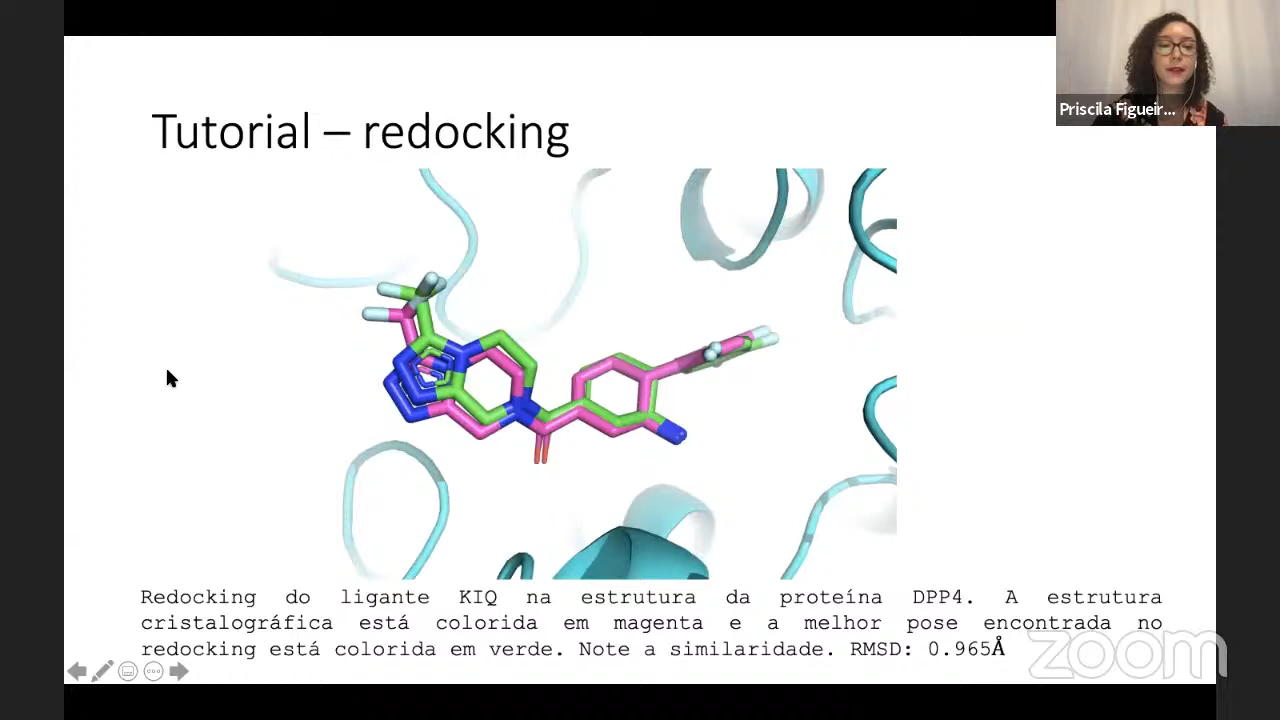 Priscila Figueir...
Tutorial – redocking
Redocking do ligante KIQ na estrutura da proteína DPP4. A estrutura
cristalográfica está colorida em magenta e a melhor pose encontrada no
redocking está colorida em verde. Note a similaridade. RMSD: 0.965Å
zoom